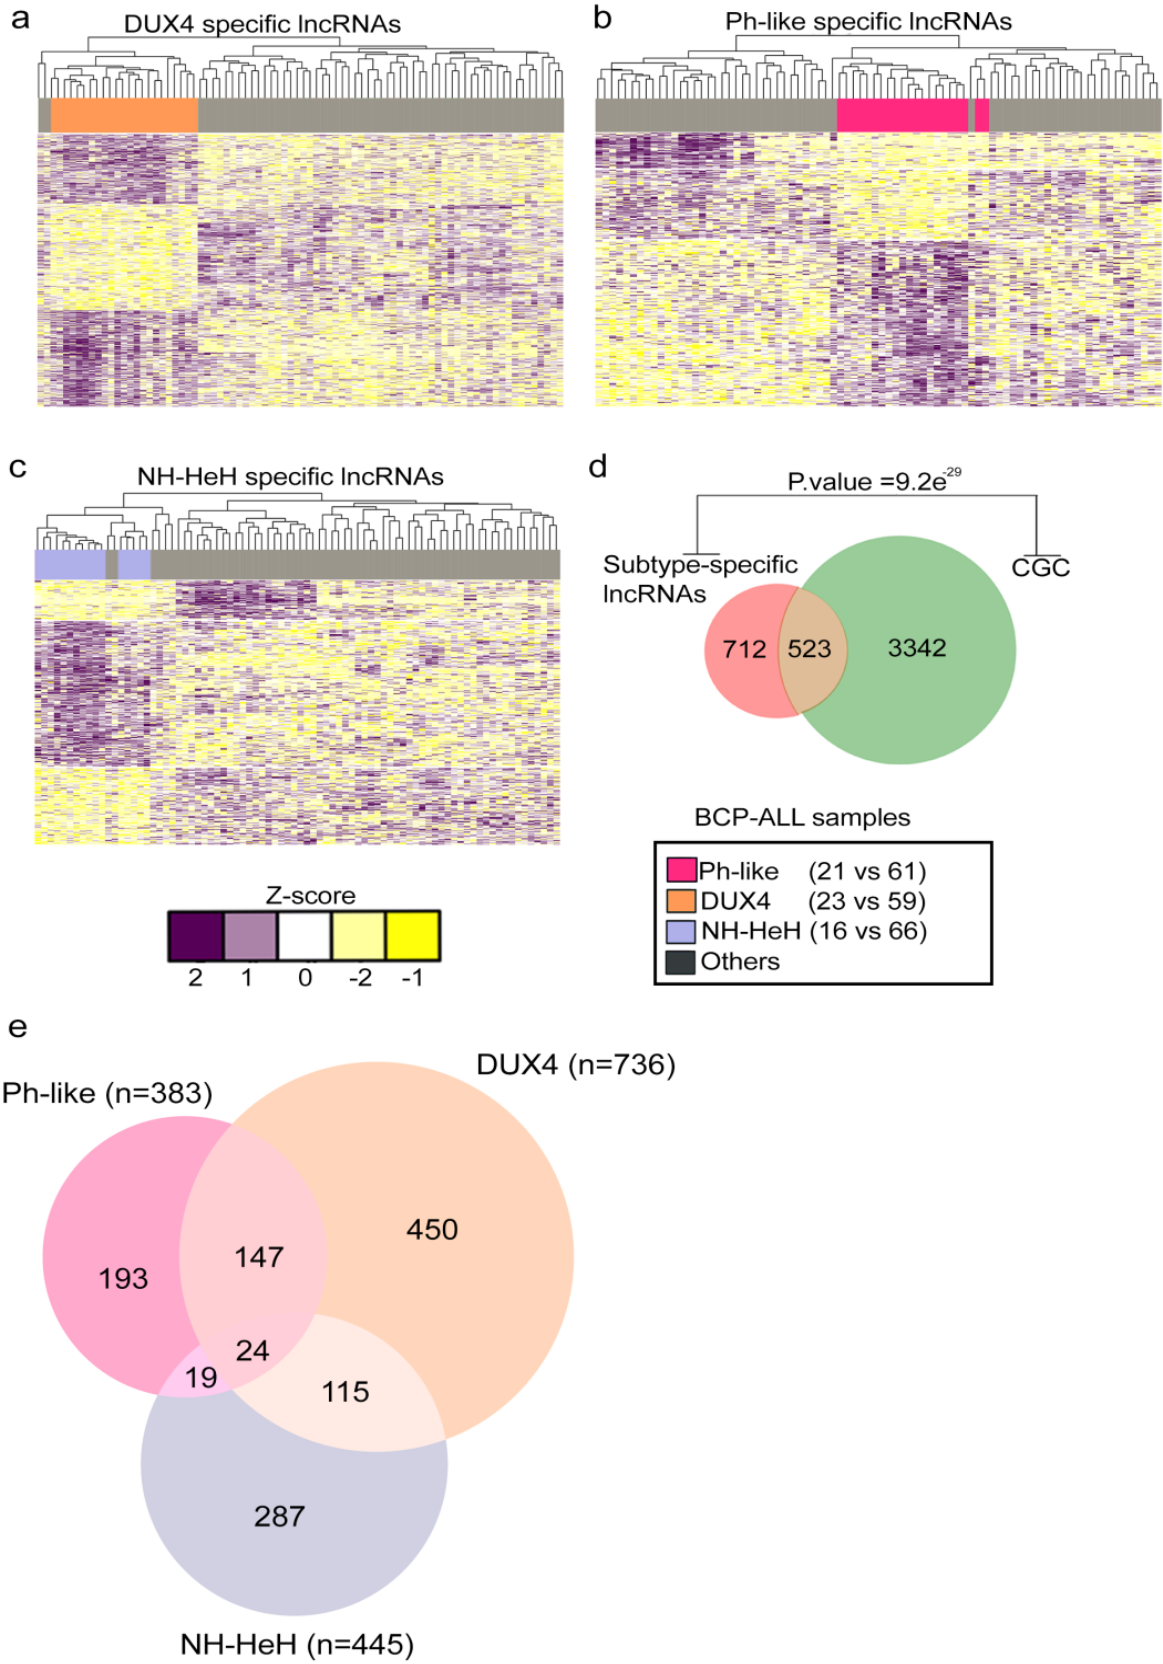 a
DUX4 specific lncRNAs
b
Ph-like specific lncRNAs
c
NH-HeH specific lncRNAs
d
P.value =9.2e-29
Subtype-specific
lncRNAs
CGC
712
523
3342
BCP-ALL samples
Ph-like (21 vs 61)
DUX4 (23 vs 59)
NH-HeH (16 vs 66)
Others
Z-score
2 1 0 -2 -1
e
DUX4 (n=736)
Ph-like (n=383)
450
147
193
24
19
115
287
NH-HeH (n=445)